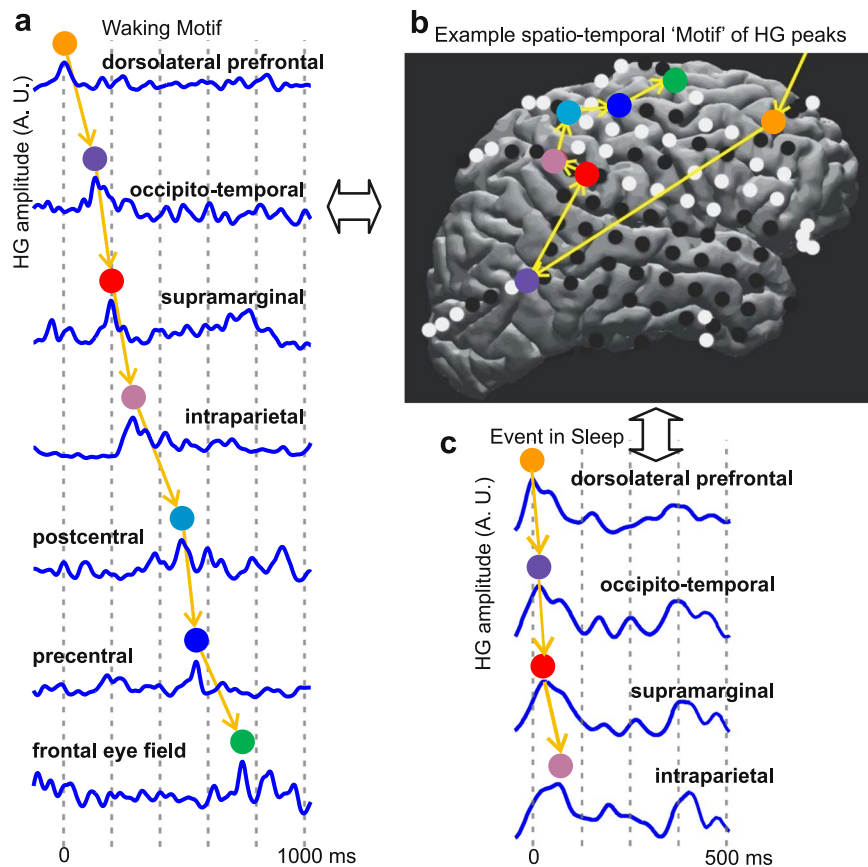 a
Waking Motif
HG amplitude (A. U.)
dorsolateral prefrontal
occipito-temporal
supramarginal
intraparietal
postcentral
precentral
frontal eye field
0
1000 ms
b
Example spatio-temporal ‘Motif’ of HG peaks
c
Event in Sleep
HG amplitude (A. U.)
dorsolateral prefrontal
occipito-temporal
supramarginal
intraparietal
0
500 ms